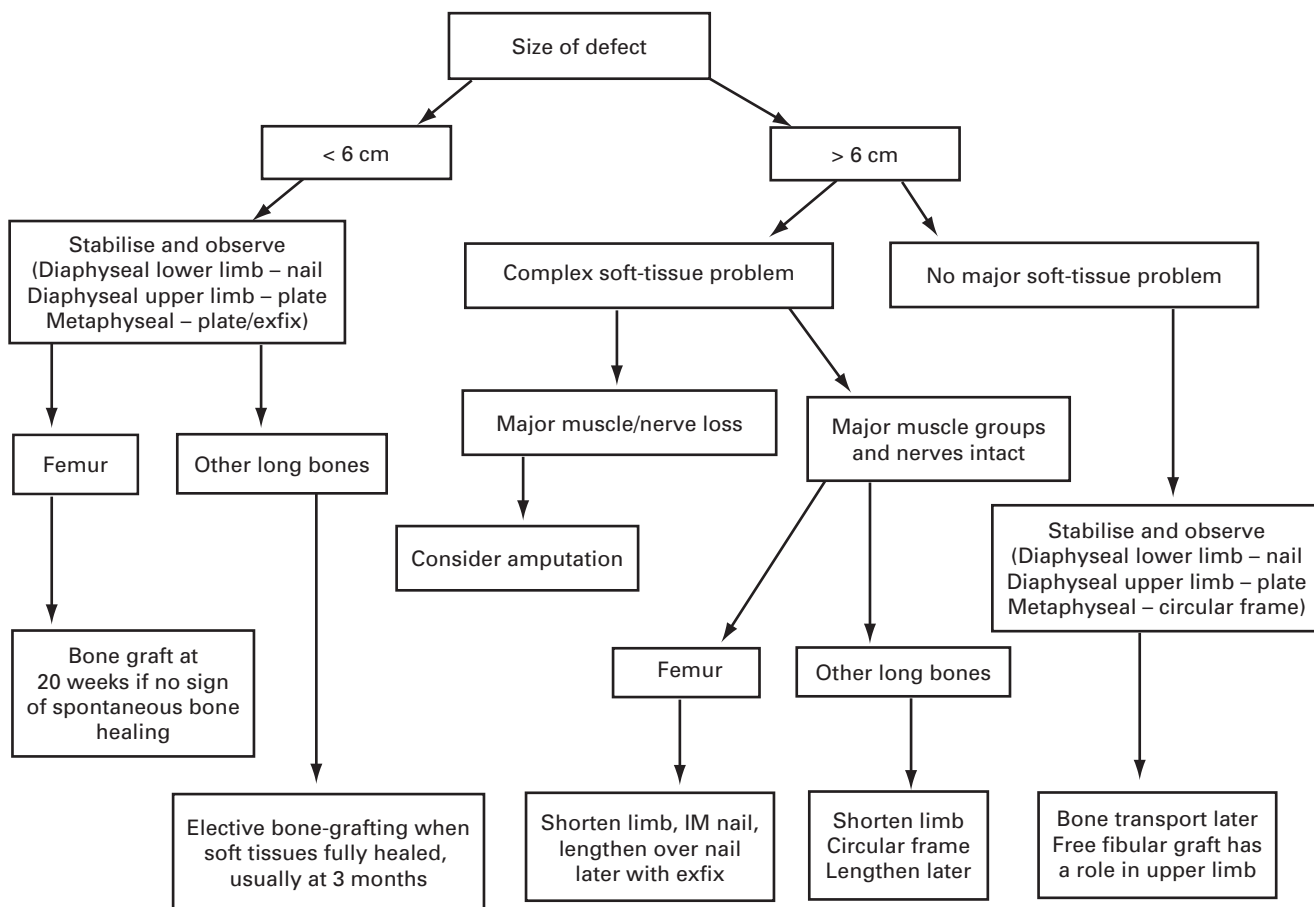 Size of defect
< 6 cm
> 6 cm
Stabilise and observe
(Diaphyseal lower limb – nail
Diaphyseal upper limb – plate
Metaphyseal – plate/exfix)
Complex soft-tissue problem
No major soft-tissue problem
Femur
Other long bones
Major muscle/nerve loss
Major muscle groups
and nerves intact
Consider amputation
Stabilise and observe
(Diaphyseal lower limb – nail
Diaphyseal upper limb – plate
Metaphyseal – circular frame)
Bone graft at
20 weeks if no sign
of spontaneous bone
healing
Femur
Other long bones
Elective bone-grafting when
soft tissues fully healed,
usually at 3 months
Shorten limb, IM nail,
lengthen over nail
later with exfix
Shorten limb
Circular frame
Lengthen later
Bone transport later
Free fibular graft has
a role in upper limb